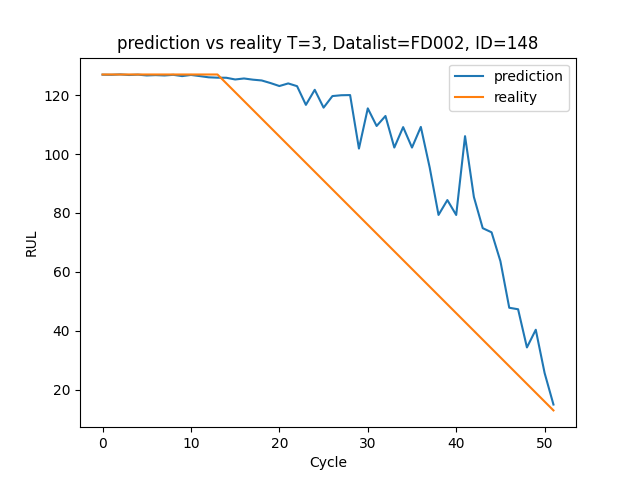 prediction vs reality T=3, Datalist=FD002, ID=148
prediction
reality
RUL
120
100
80
60
40
20
0 10 20 30 40 50
Cycle